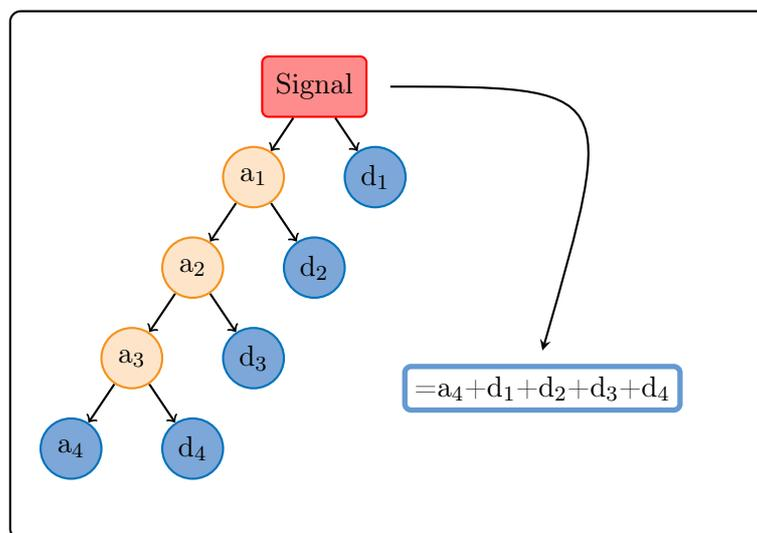 Signal
a₁ d₁
a₂ d₂
a₃ d₃
=a₄+d₁+d₂+d₃+d₄
a₄ d₄